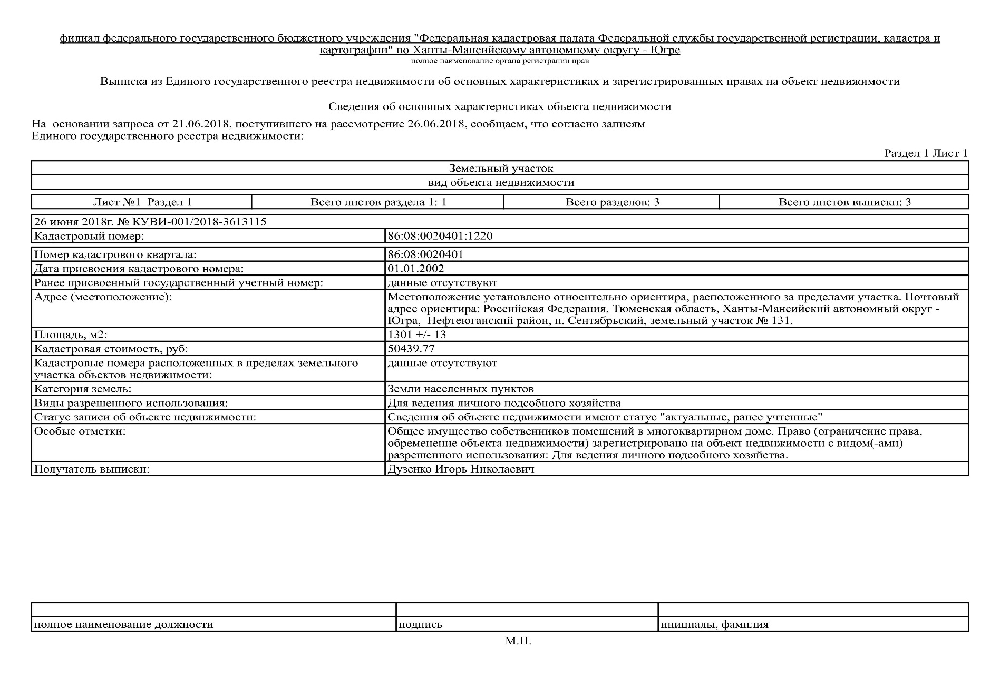 филиал федерального государственного бюджетного учреждения "Федеральная кадастровая палата Федеральной службы государственной регистрации, кадастра и
картографии" по Ханты-Мансийскому автономному округу - Югре
полное наименование органа регистрации прав
Выписка из Единого государственного реестра недвижимости об основных характеристиках и зарегистрированных правах на объект недвижимости
Сведения об основных характеристиках объекта недвижимости
На основании запроса от 21.06.2018, поступившего на рассмотрение 26.06.2018, сообщаем, что согласно записям
Единого государственного реестра недвижимости:
Раздел 1 Лист 1
Земельный участок
вид объекта недвижимости
Лист №1 Раздел 1 Всего листов раздела 1: 1 Всего разделов: 3 Всего листов выписки: 3
26 июня 2018г. № КУВИ-001/2018-3613115
Кадастровый номер: 86:08:0020401:1220
Номер кадастрового квартала: 86:08:0020401
Дата присвоения кадастрового номера: 01.01.2002
Ранее присвоенный государственный учетный номер: данные отсутствуют
Адрес (местоположение): Местоположение установлено относительно ориентира, расположенного за пределами участка. Почтовый
адрес ориентира: Российская Федерация, Тюменская область, Ханты-Мансийский автономный округ -
Югра, Нефтеюганский район, п. Сентябрьский, земельный участок № 131.
Площадь, м2: 1301 +/- 13
Кадастровая стоимость, руб: 50439.77
Кадастровые номера расположенных в пределах земельного данные отсутствуют
участка объектов недвижимости:
Категория земель: Земли населенных пунктов
Виды разрешенного использования: Для ведения личного подсобного хозяйства
Статус записи об объекте недвижимости: Сведения об объекте недвижимости имеют статус "актуальные, ранее учтенные"
Особые отметки: Общее имущество собственников помещений в многоквартирном доме. Право (ограничение права,
обременение объекта недвижимости) зарегистрировано на объект недвижимости с видом(-ами)
разрешенного использования: Для ведения личного подсобного хозяйства.
Получатель выписки: Дузенко Игорь Николаевич
полное наименование должности подпись инициалы, фамилия
М.П.